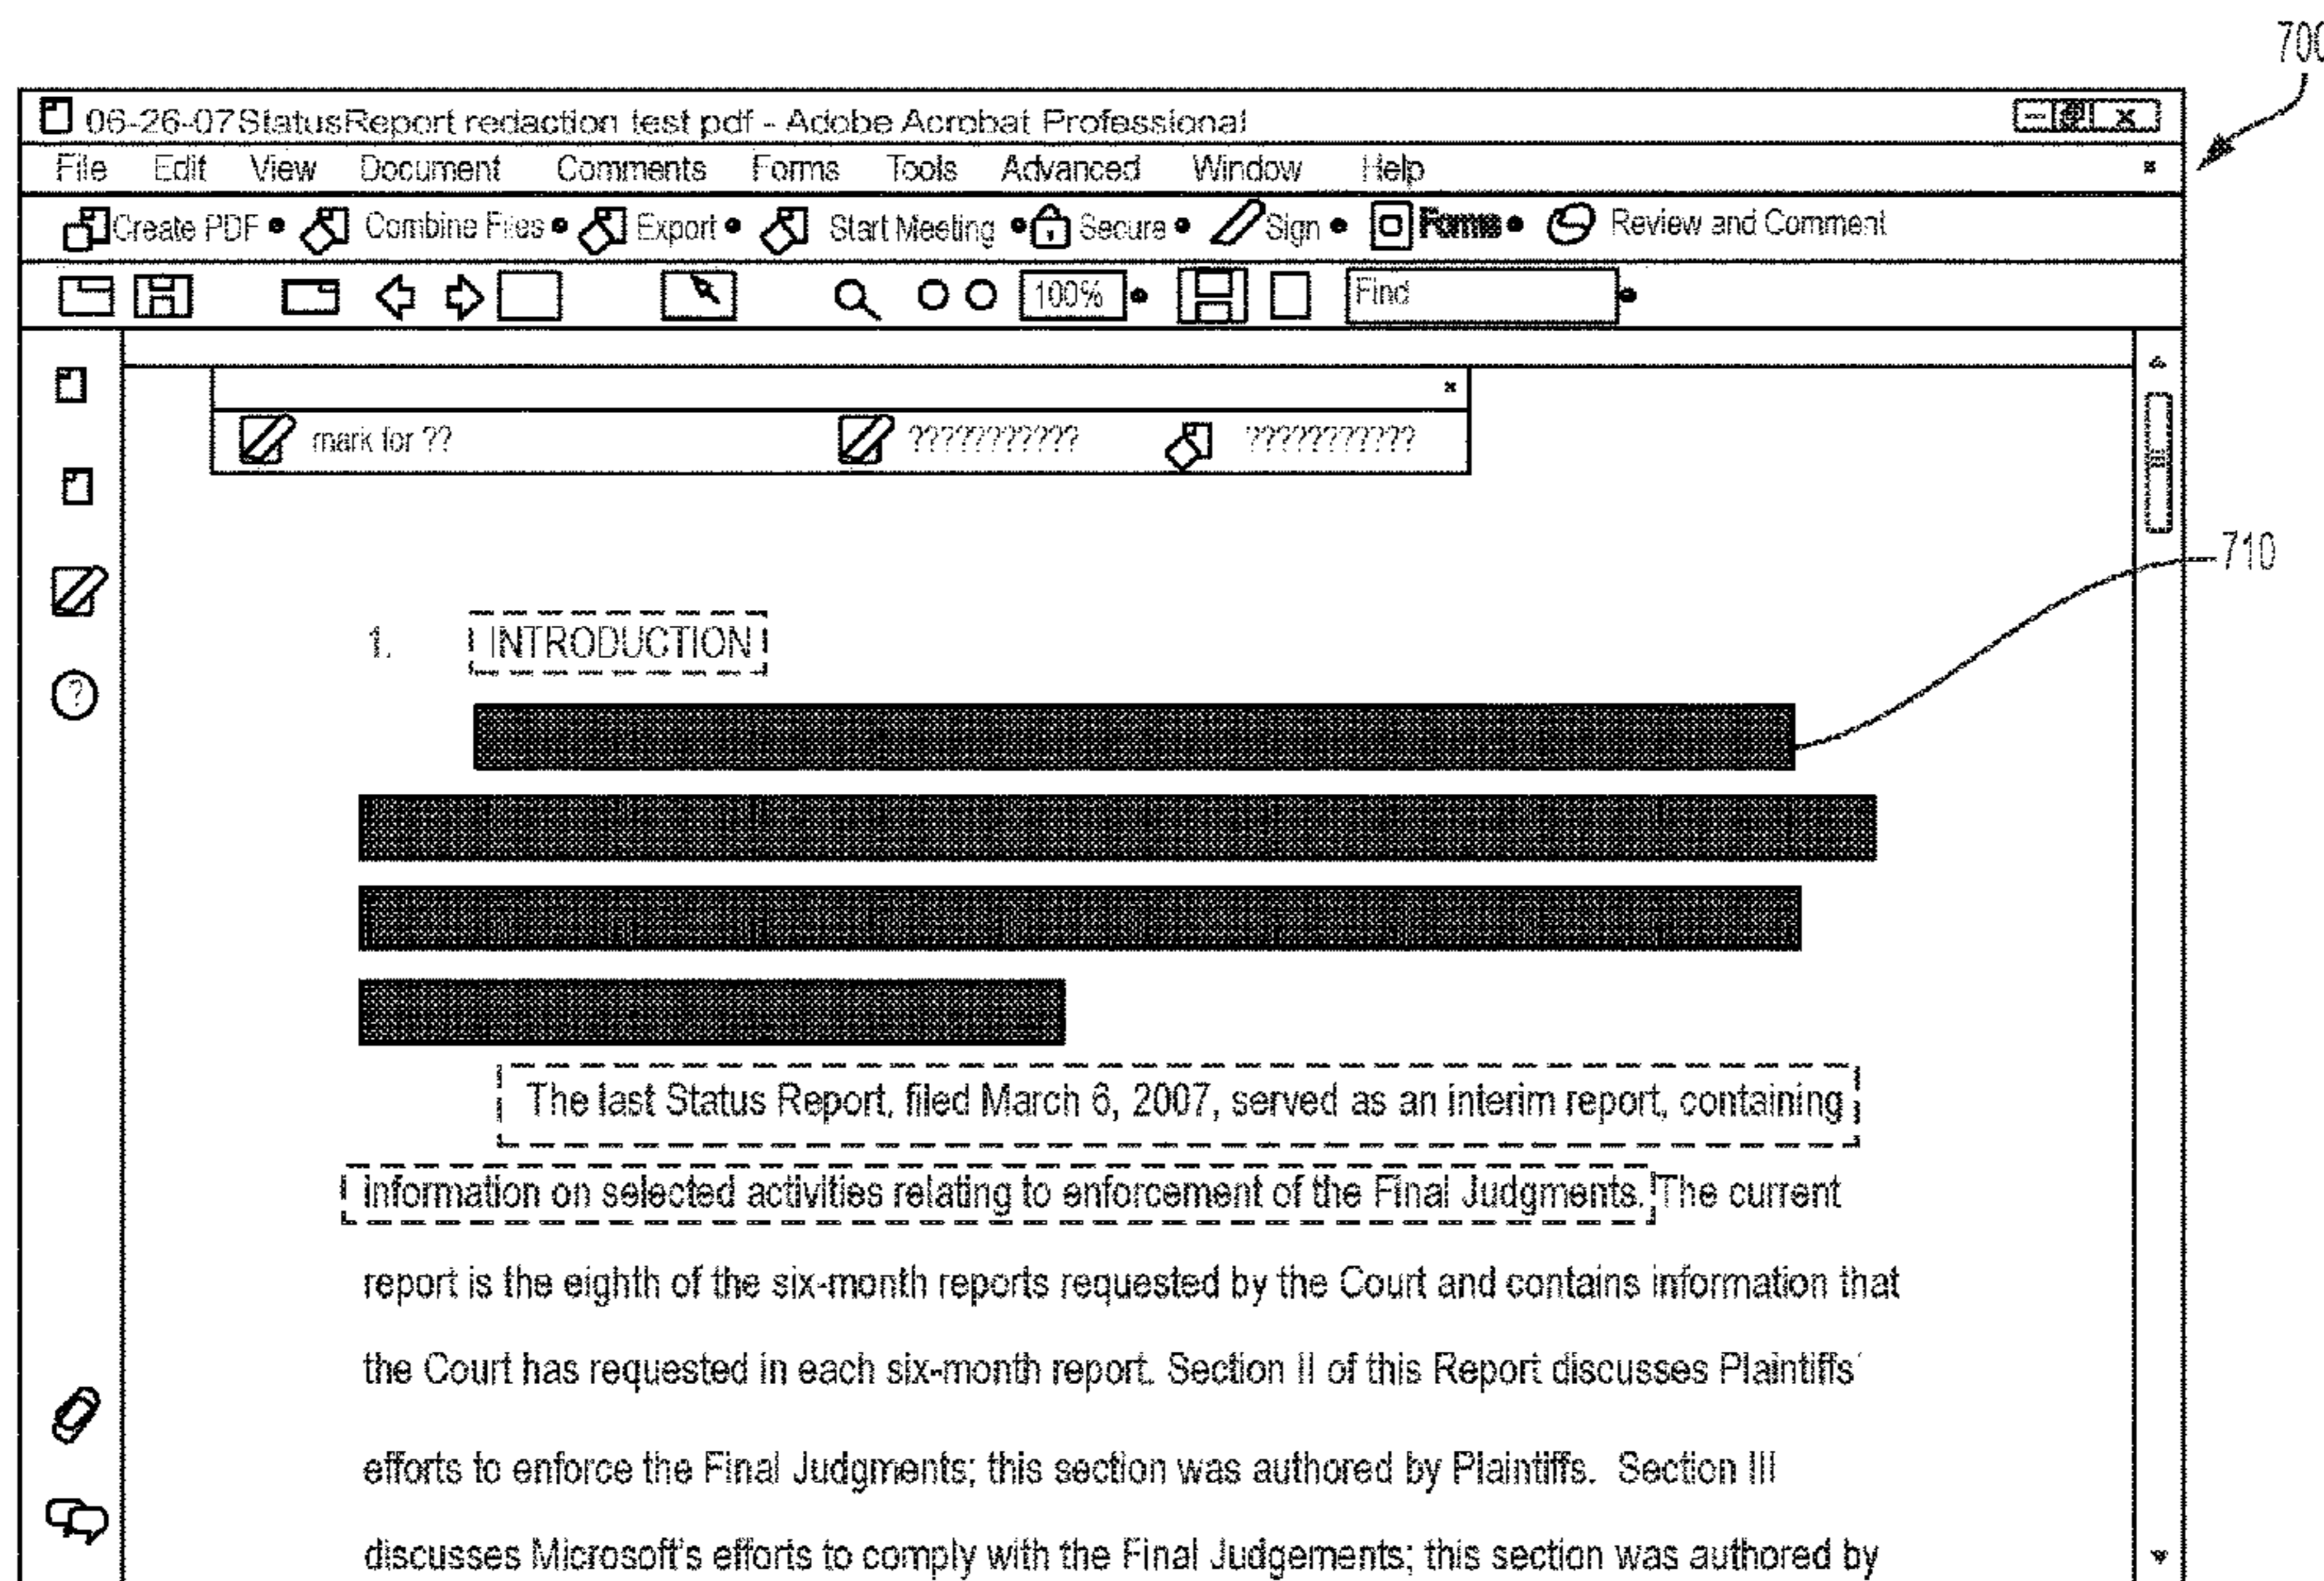 700
06-26-07StatusReport redaction test pdf - Adobe Acrobat Professional
File Edit View Document Comments Forms Tools Advanced Window Help
Create PDF Combine Files Export Start Meeting Secure Sign Forms Review and Comment
100% Find
mark for ?? ??????????? ???????????
710
1. INTRODUCTION
The last Status Report, filed March 6, 2007, served as an interim report, containing
information on selected activities relating to enforcement of the Final Judgments. The current
report is the eighth of the six-month reports requested by the Court and contains information that
the Court has requested in each six-month report. Section II of this Report discusses Plaintiffs'
efforts to enforce the Final Judgments; this section was authored by Plaintiffs. Section III
discusses Microsoft's efforts to comply with the Final Judgements; this section was authored by